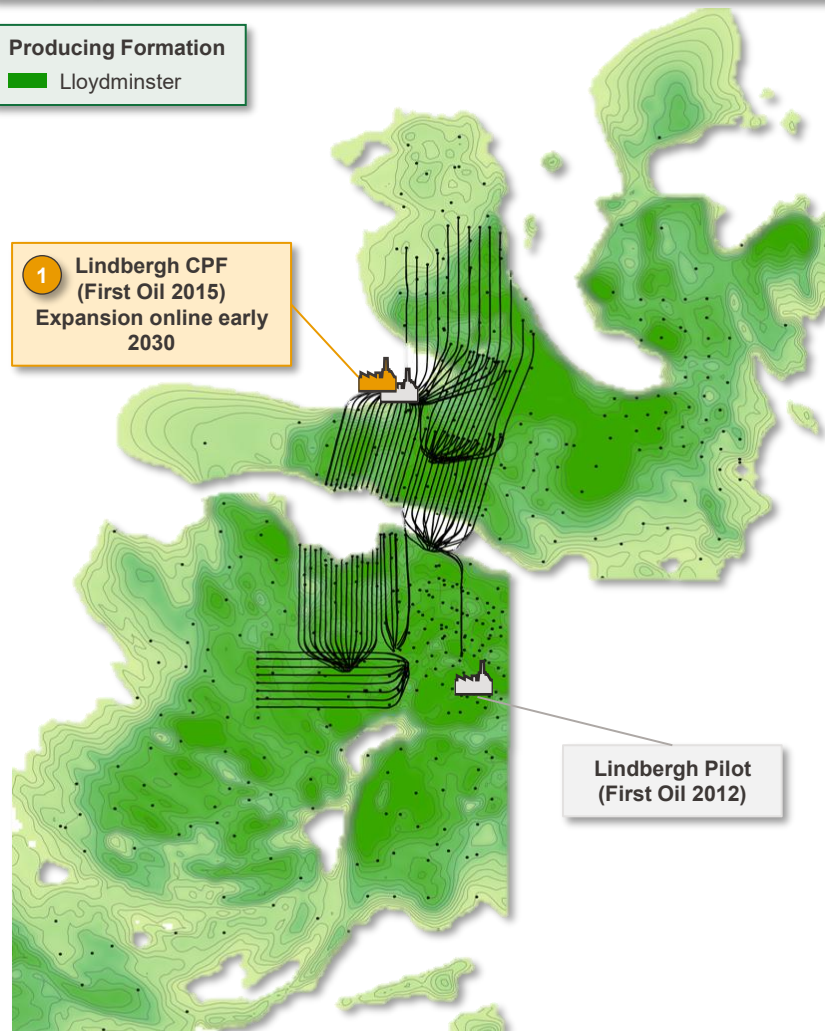 Producing Formation
Lloydminster
1
Lindbergh CPF
(First Oil 2015)
Expansion online early
2030
Lindbergh Pilot
(First Oil 2012)